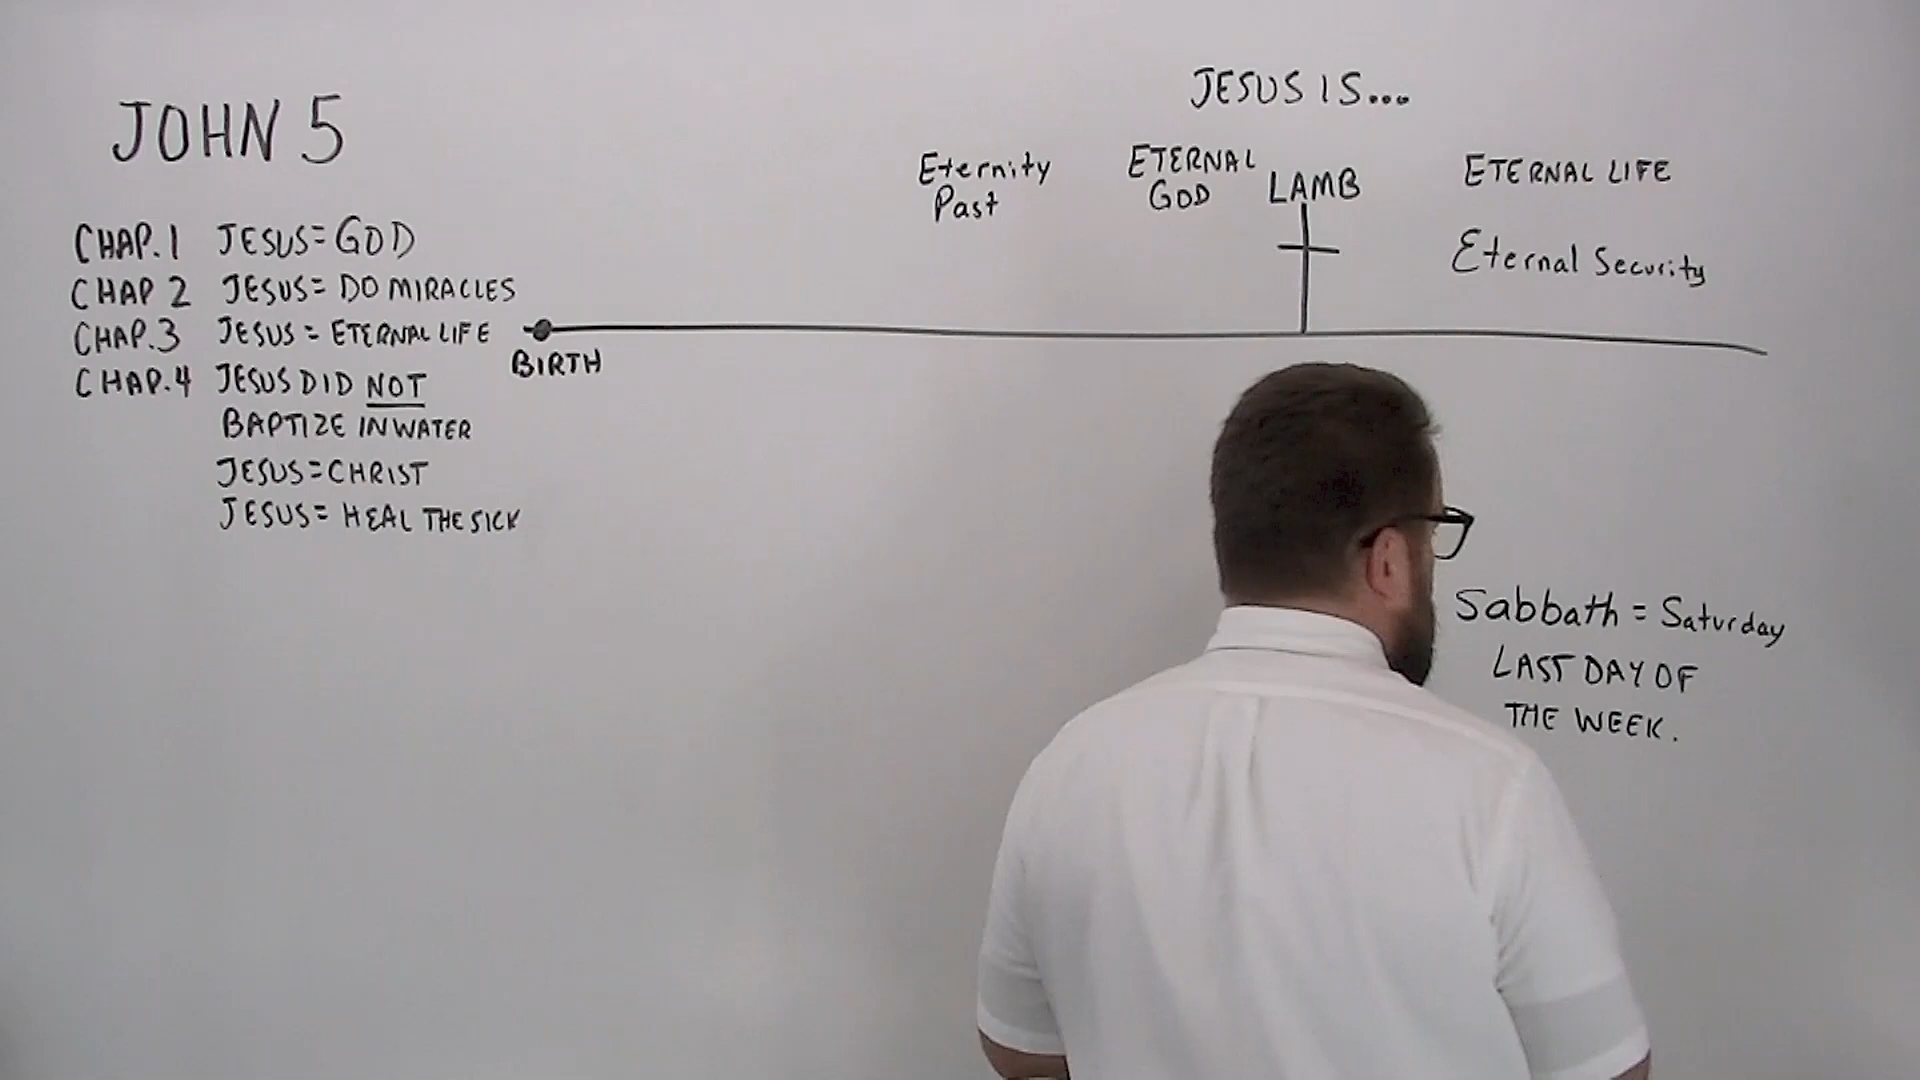 JOHN 5
CHAP.1 JESUS=GOD
CHAP 2 JESUS= DO MIRACLES
CHAP.3 JESUS = ETERNAL LIFE
CHAP.4 JESUS DID NOT
BAPTIZE IN WATER
JESUS=CHRIST
JESUS= HEAL THE SICK
BIRTH
JESUS IS...
Eternity
Past
ETERNAL
GOD
LAMB
ETERNAL LIFE
Eternal Security
Sabbath = Saturday
LAST DAY OF
THE WEEK.